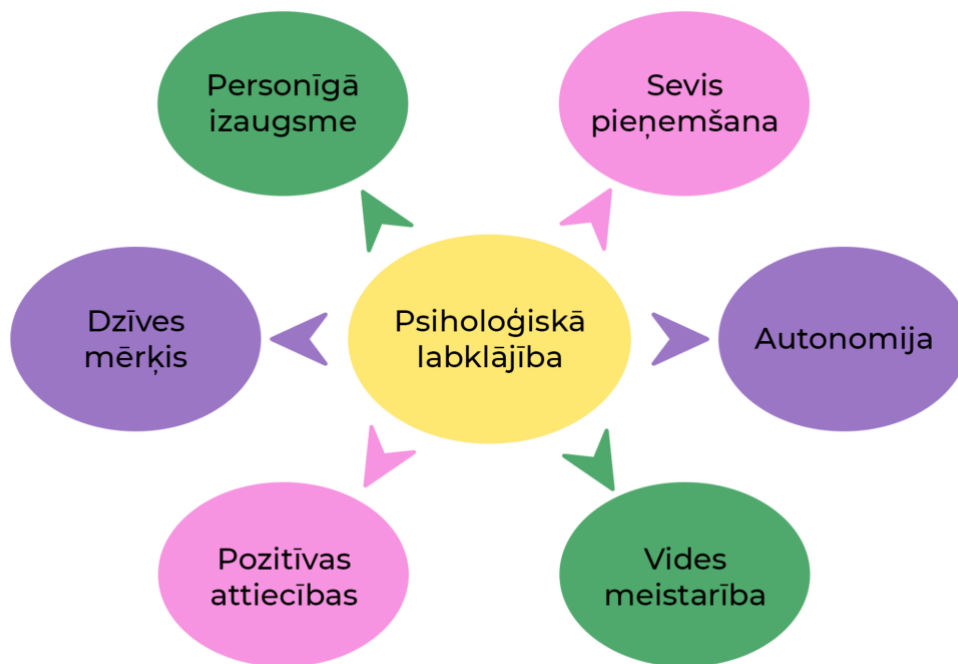 Personīgā
izaugsme
Sevis
pieņemšana
Dzīves
mērķis
Psiholoģiskā
labklājība
Autonomija
Pozitīvas
attiecības
Vides
meistarība